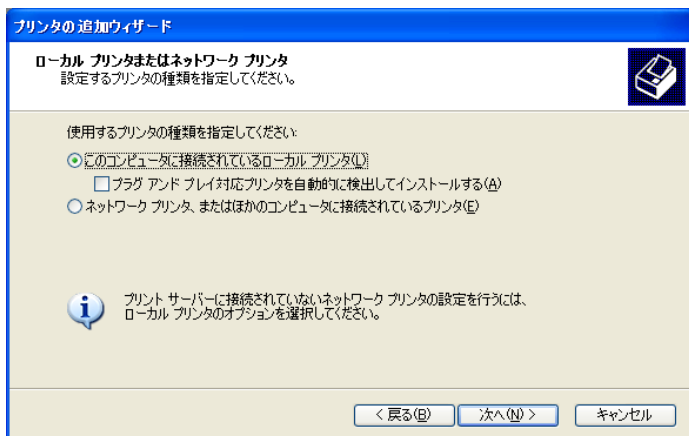 プリンタの追加ウィザード
ローカル プリンタまたはネットワーク プリンタ
設定するプリンタの種類を指定してください。
使用するプリンタの種類を指定してください:
このコンピュータに接続されているローカル プリンタ(L)
プラグ アンド プレイ対応プリンタを自動的に検出してインストールする(A)
ネットワーク プリンタ、またはほかのコンピュータに接続されているプリンタ(E)
プリント サーバーに接続されていないネットワーク プリンタの設定を行うには、
ローカル プリンタのオプションを選択してください。
< 戻る(B) 次へ(N) > キャンセル